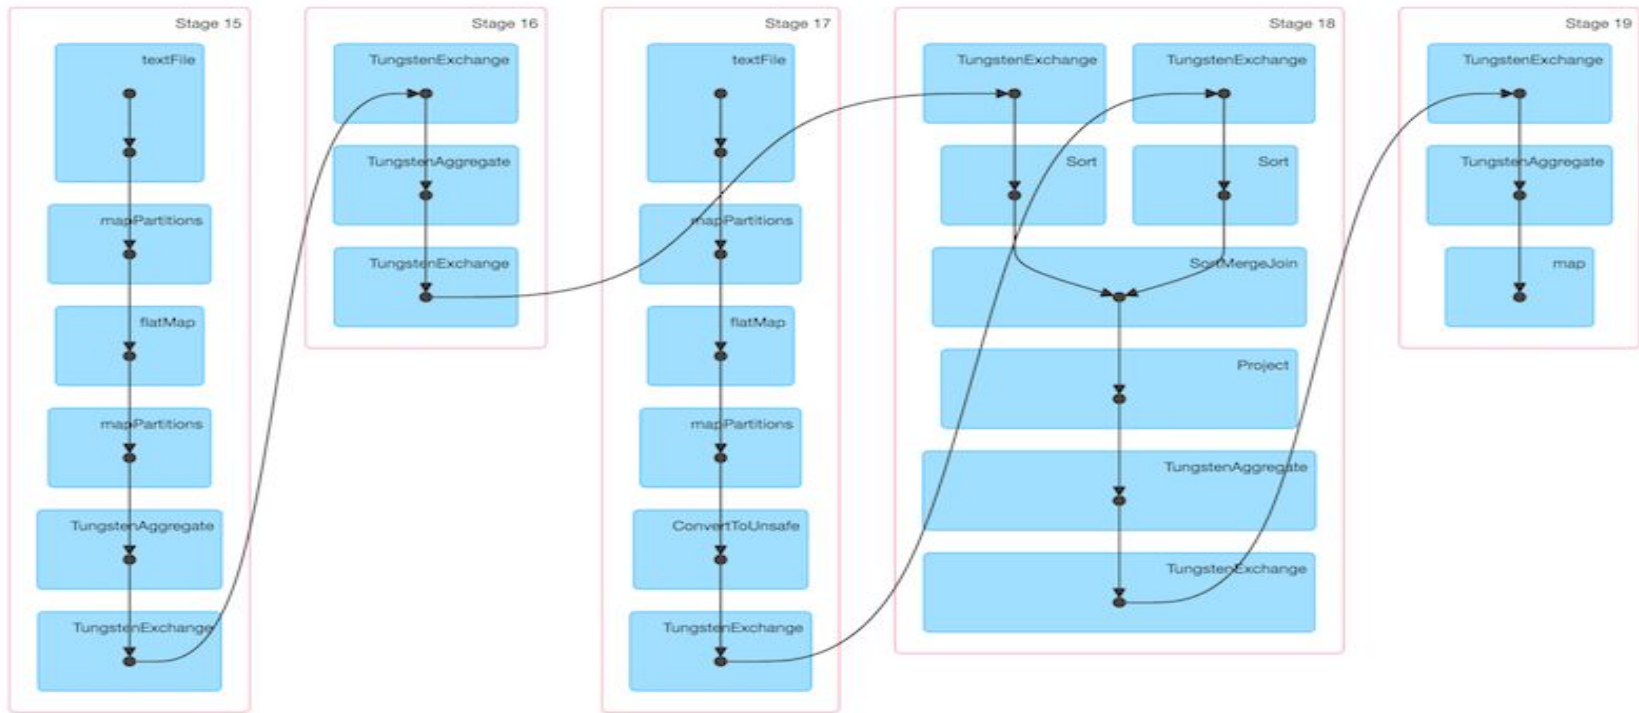 Stage 15
textFile
mapPartitions
flatMap
mapPartitions
TungstenAggregate
TungstenExchange
Stage 16
TungstenExchange
TungstenAggregate
TungstenExchange
Stage 17
textFile
mapPartitions
flatMap
mapPartitions
ConvertToUnsafe
TungstenExchange
Stage 18
TungstenExchange TungstenExchange
Sort Sort
SortMergeJoin
Project
TungstenAggregate
TungstenExchange
Stage 19
TungstenExchange
TungstenAggregate
map